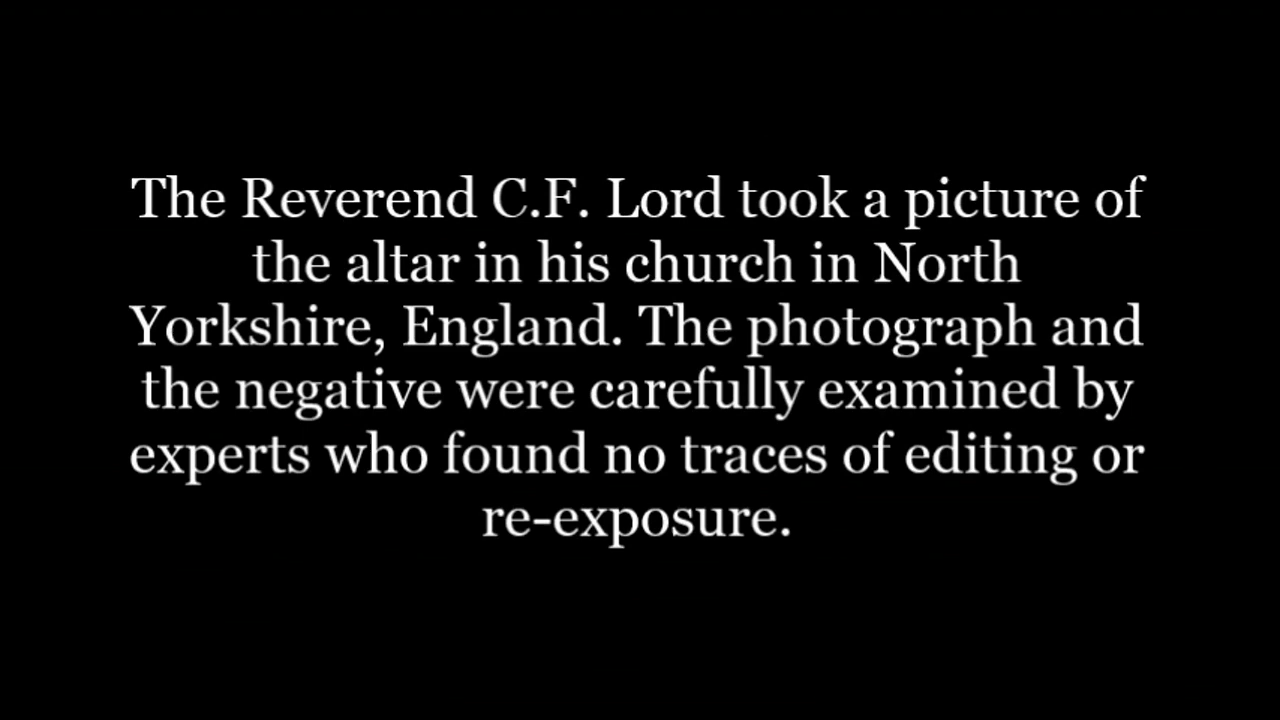 The Reverend C.F. Lord took a picture of
the altar in his church in North
Yorkshire, England. The photograph and
the negative were carefully examined by
experts who found no traces of editing or
re-exposure.